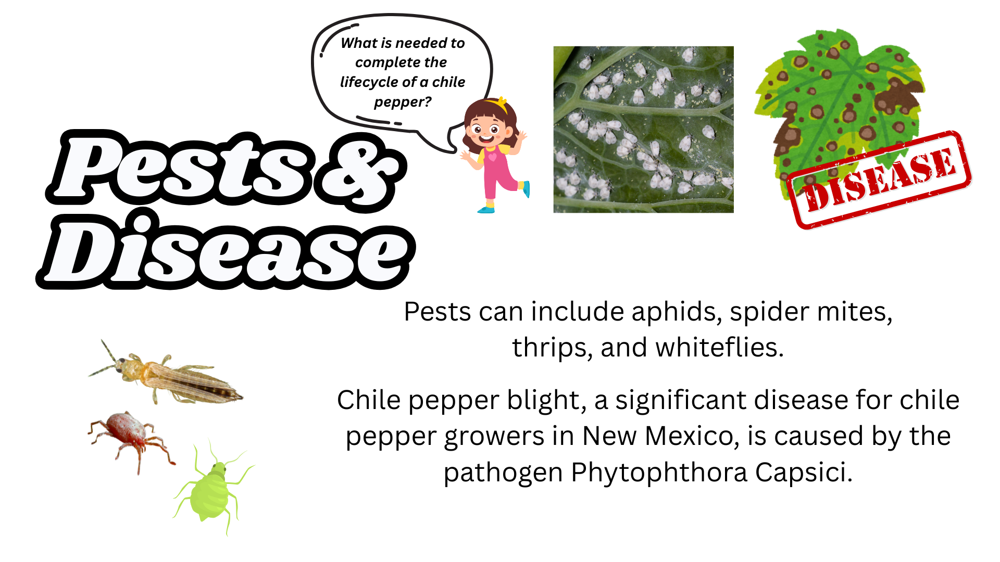 What is needed to
complete the
lifecycle of a chile
pepper?
Pests &
Disease
DISEASE
Pests can include aphids, spider mites,
thrips, and whiteflies.
Chile pepper blight, a significant disease for chile
pepper growers in New Mexico, is caused by the
pathogen Phytophthora Capsici.